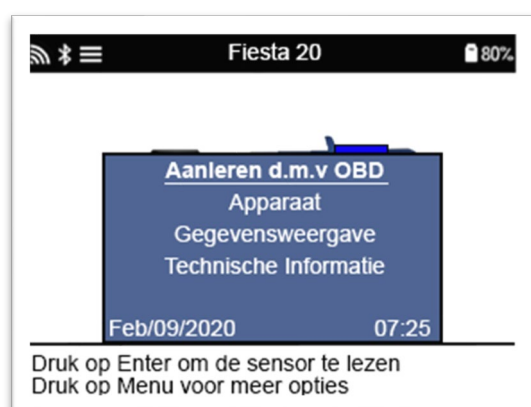 Fiesta 20
80%
Aanleren d.m.v OBD
Apparaat
Gegevensweergave
Technische Informatie
Feb/09/2020 07:25
Druk op Enter om de sensor te lezen
Druk op Menu voor meer opties